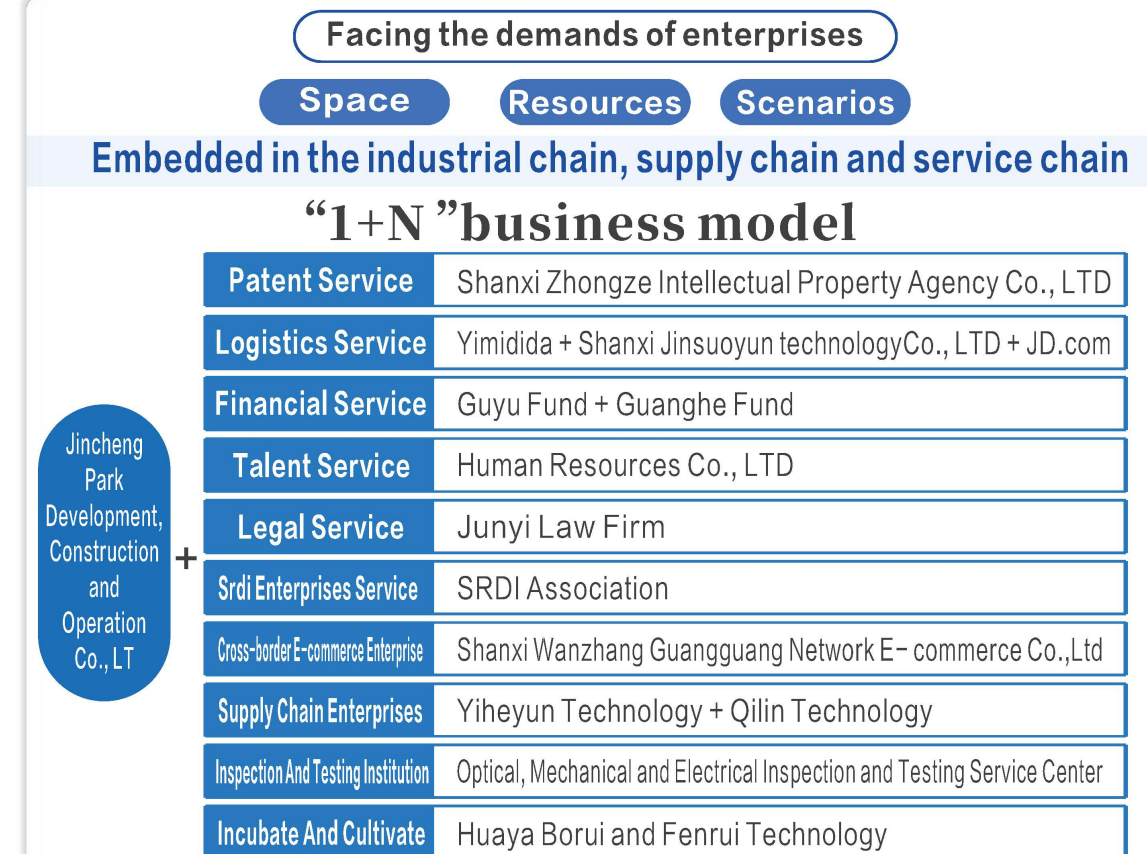 Facing the demands of enterprises
Space Resources Scenarios
Embedded in the industrial chain, supply chain and service chain
“1+N”business model
Patent Service Shanxi Zhongze Intellectual Property Agency Co., LTD
Logistics Service Yimidida + Shanxi Jinsuoyun technologyCo., LTD + JD.com
Financial Service Guyu Fund + Guanghe Fund
Talent Service Human Resources Co., LTD
Legal Service Junyi Law Firm
Srdi Enterprises Service SRDI Association
Cross-border E-commerce Enterprise Shanxi Wanzhang Guangguang Network E- commerce Co.,Ltd
Supply Chain Enterprises Yiheyun Technology + Qilin Technology
Inspection And Testing Institution Optical, Mechanical and Electrical Inspection and Testing Service Center
Incubate And Cultivate Huaya Borui and Fenrui Technology
Jincheng
Park
Development,
Construction
and
Operation
Co., LT
+